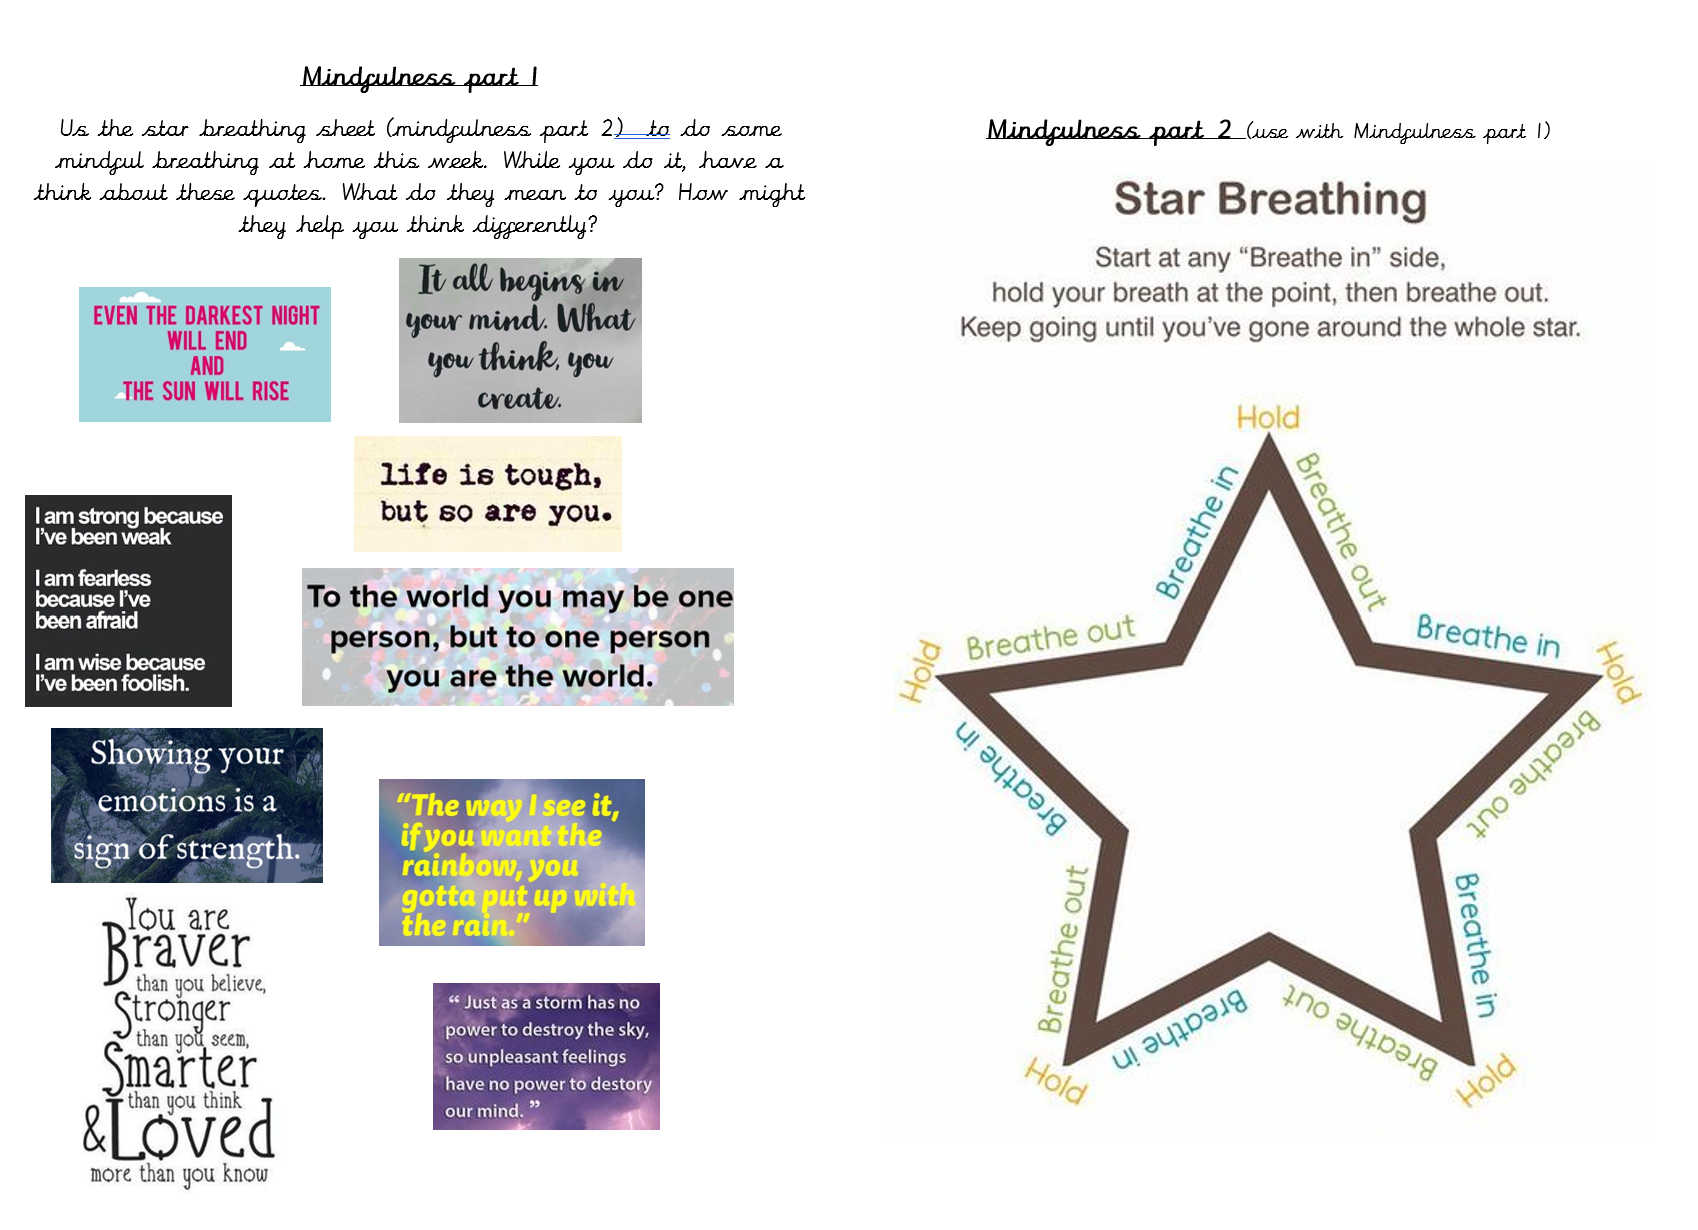 Mindfulness part 1
Us the star breathing sheet (mindfulness part 2) to do some
mindful breathing at home this week. While you do it, have a
think about these quotes. What do they mean to you? How might
they help you think differently?
EVEN THE DARKEST NIGHT
WILL END
AND
THE SUN WILL RISE
It all begins in
your mind. What
you think, you
create.
life is tough,
but so are you.
I am strong because
I've been weak
I am fearless
because I've
been afraid
I am wise because
I've been foolish.
To the world you may be one
person, but to one person
you are the world.
Showing your
emotions is a
sign of strength.
“The way I see it,
if you want the
rainbow, you
gotta put up with
the rain.”
You are
Braver
than you believe,
Stronger
than you seem,
Smarter
than you think
&Loved
more than you know
“ Just as a storm has no
power to destroy the sky,
so unpleasant feelings
have no power to destory
our mind. ”
Mindfulness part 2 (use with Mindfulness part 1)
Star Breathing
Start at any “Breathe in” side,
hold your breath at the point, then breathe out.
Keep going until you’ve gone around the whole star.
Hold
Breathe in
Breathe out
Breathe out
Breathe in
Hold
Hold
Breathe in
Breathe out
Breathe out
Breathe in
Breathe in
Breathe out
Hold
Hold